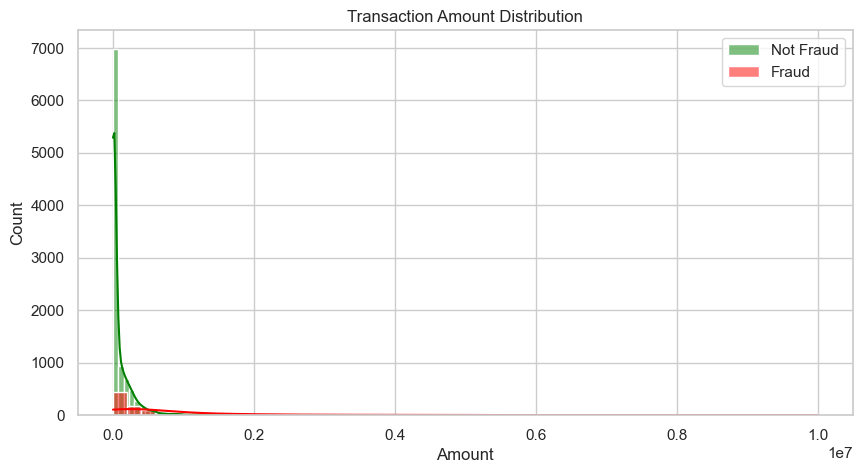 Transaction Amount Distribution
Not Fraud
Fraud
Count
7000
6000
5000
4000
3000
2000
1000
0
0.0 0.2 0.4 0.6 0.8 1.0
1e7
Amount